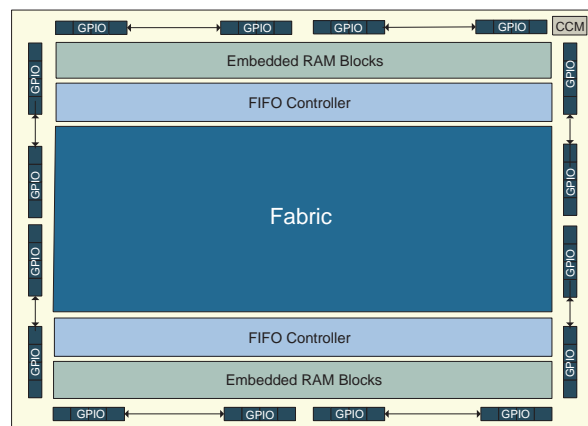 GPIO GPIO GPIO GPIO CCM
Embedded RAM Blocks
GPIO GPIO
FIFO Controller
GPIO GPIO
Fabric
GPIO GPIO
FIFO Controller
GPIO GPIO
Embedded RAM Blocks
GPIO GPIO GPIO GPIO